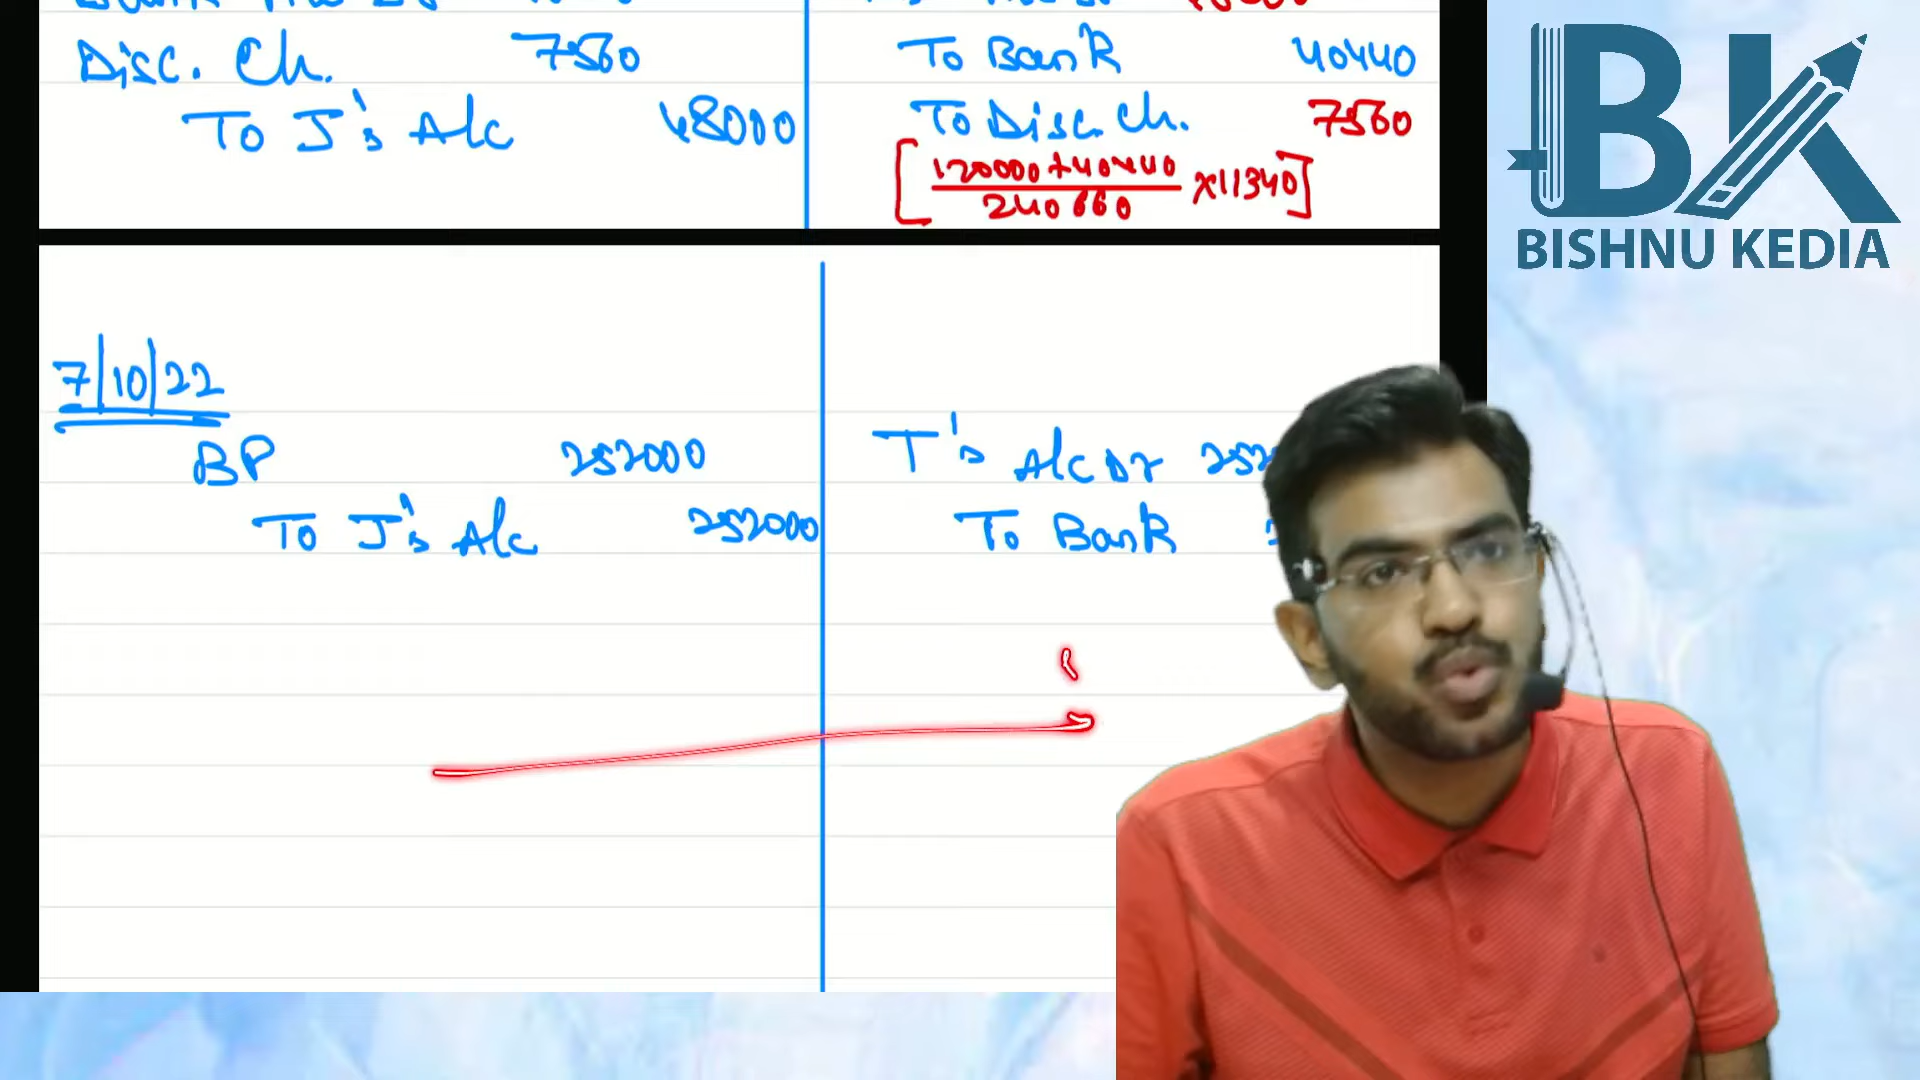 Disc. Ch. 7560
To J's A/c 48000
To Bank 40440
To Disc. Ch. 7560
[120000+40440 / 240660 x11340]
7/10/22
BP 252000
To J's A/c 252000
T's A/c Dr
To Bank
BK
BISHNU KEDIA